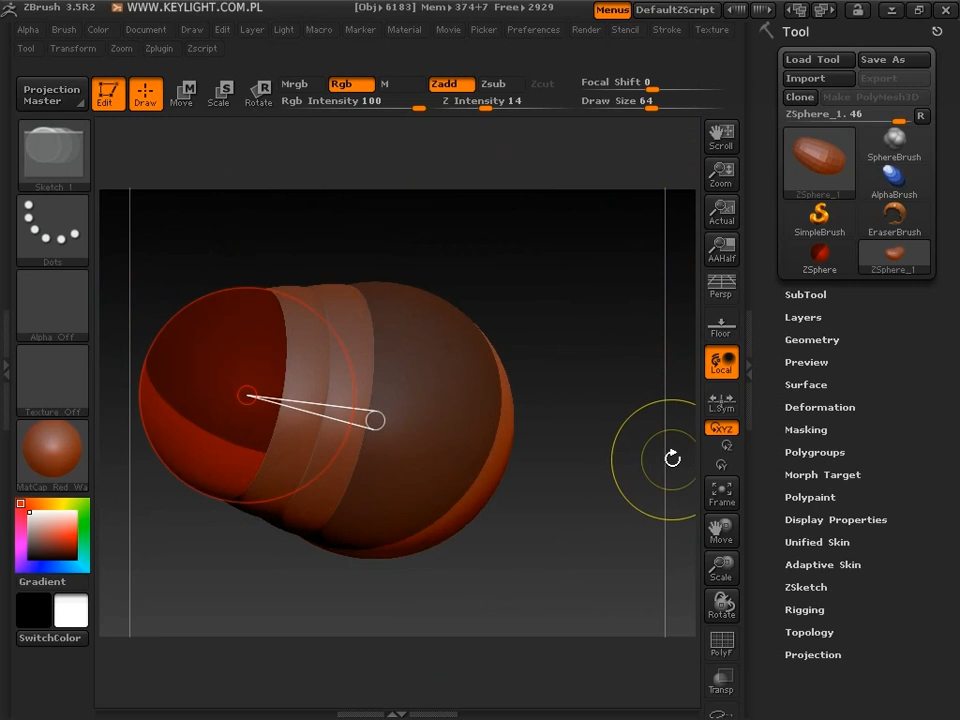 ZBrush 3.5R2
WWW.KEYLIGHT.COM.PL
[Obj▸6183] Mem▸374+7 Free▸2929
Menus
DefaultZScript
Alpha Brush Color Document Draw Edit Layer Light Macro Marker Material Movie Picker Preferences Render Stencil Stroke Texture
Tool Transform Zoom Zplugin Zscript
Projection
Master
Edit
Draw
Move
Scale
Rotate
Mrgb
Rgb
M
Rgb Intensity 100
Zadd
Zsub
Zcut
Z Intensity 14
Focal Shift 0
Draw Size 64
Sketch 1
Dots
Alpha Off
Texture Off
MatCap Red Wa
Gradient
SwitchColor
Scroll
Zoom
Actual
AAHalf
Persp
Floor
Local
L.Sym
XYZ
Y
Z
Frame
Move
Scale
Rotate
PolyF
Transp
Tool
Load Tool
Save As
Import
Export
Clone
Make PolyMesh3D
ZSphere_1. 46
R
ZSphere_1
SphereBrush
AlphaBrush
SimpleBrush
EraserBrush
ZSphere
ZSphere_1
SubTool
Layers
Geometry
Preview
Surface
Deformation
Masking
Polygroups
Morph Target
Polypaint
Display Properties
Unified Skin
Adaptive Skin
ZSketch
Rigging
Topology
Projection